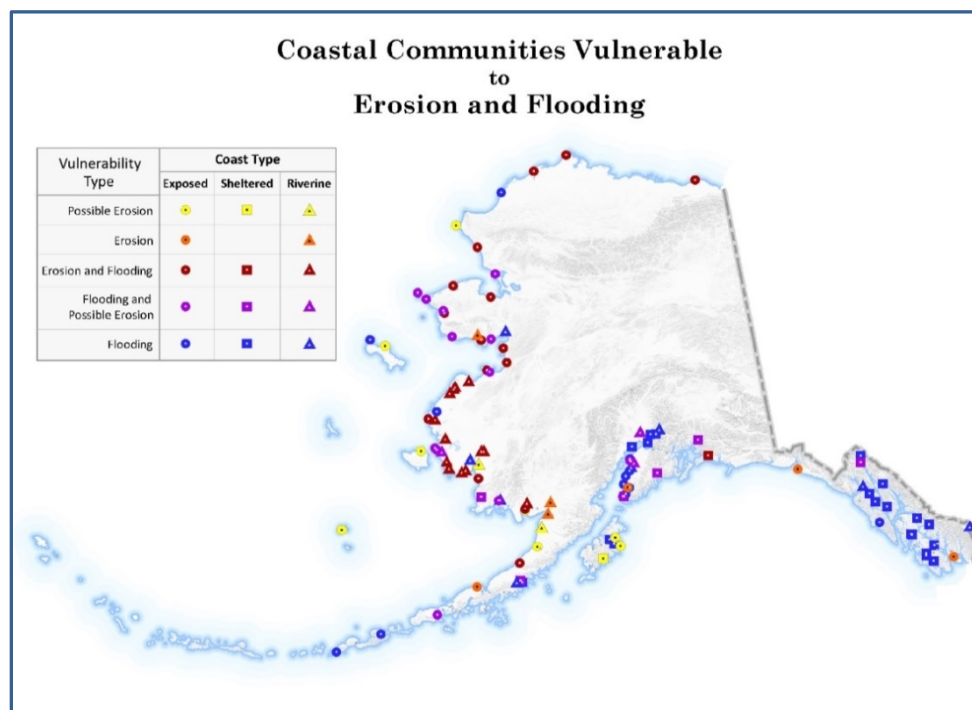 Coastal Communities Vulnerable
to
Erosion and Flooding
Vulnerability
Type
Coast Type
Exposed Sheltered Riverine
Possible Erosion
Erosion
Erosion and Flooding
Flooding and
Possible Erosion
Flooding